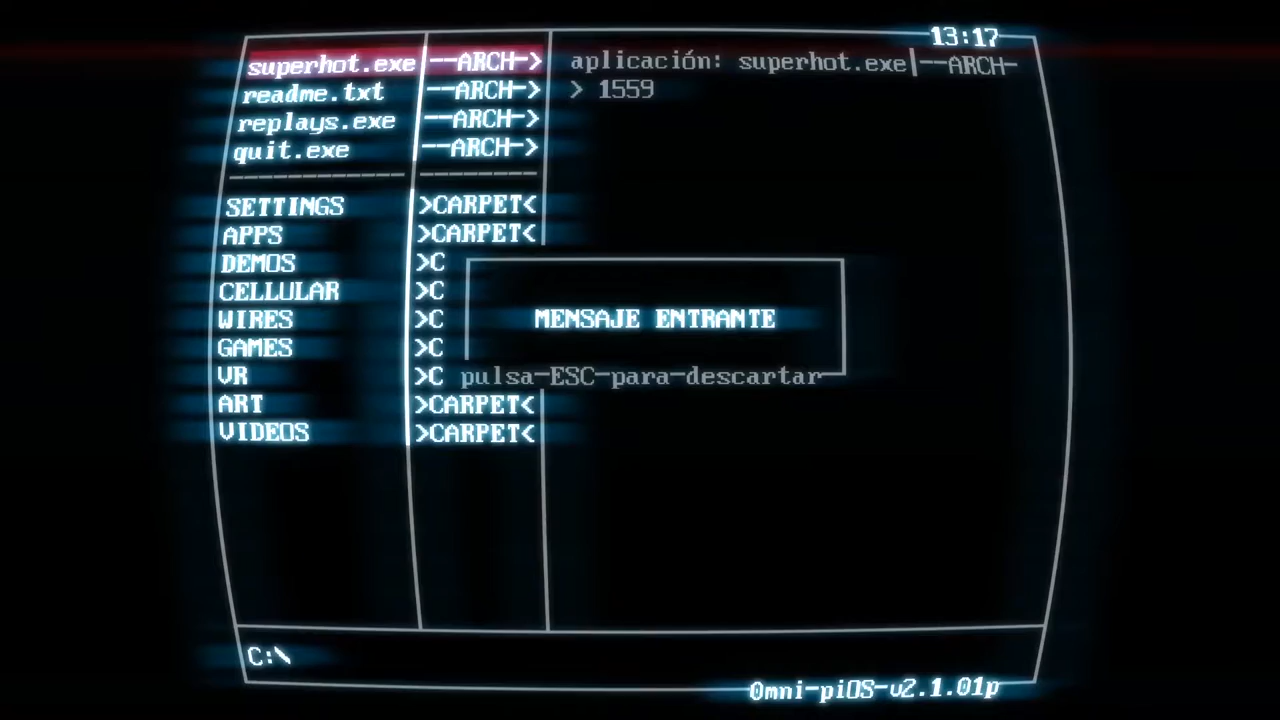 13:17
superhot.exe --ARCH-> aplicación: superhot.exe --ARCH-
readme.txt --ARCH-> > 1559
replays.exe --ARCH->
quit.exe --ARCH->
SETTINGS >CARPET<
APPS >CARPET<
DEMOS >C
CELLULAR >C
WIRES >C MENSAJE ENTRANTE
GAMES >C
VR >C pulsa-ESC-para-descartar
ART >CARPET<
VIDEOS >CARPET<
C:\
0mni-piOS-v2.1.01p